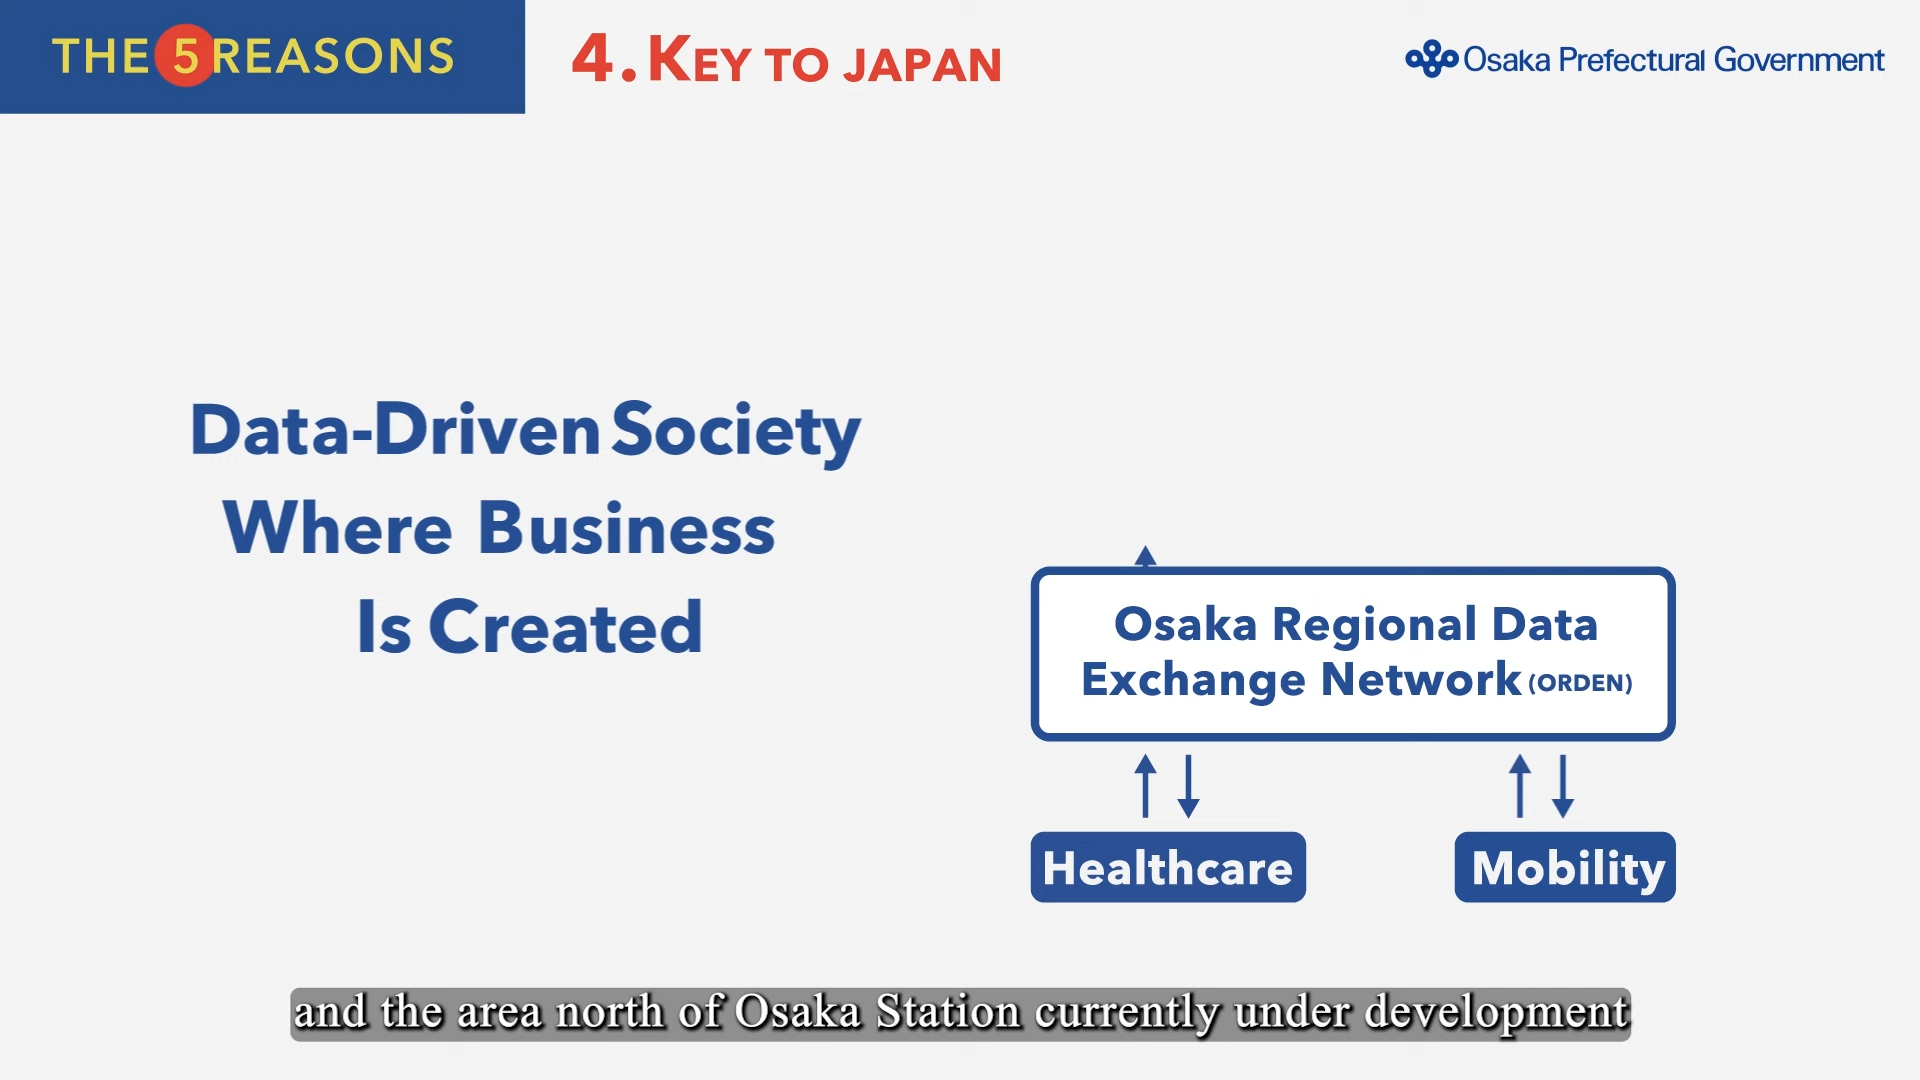 THE 5 REASONS
4. KEY TO JAPAN
Osaka Prefectural Government
Data-Driven Society
Where Business
Is Created
Osaka Regional Data
Exchange Network (ORDEN)
Healthcare
Mobility
and the area north of Osaka Station currently under development